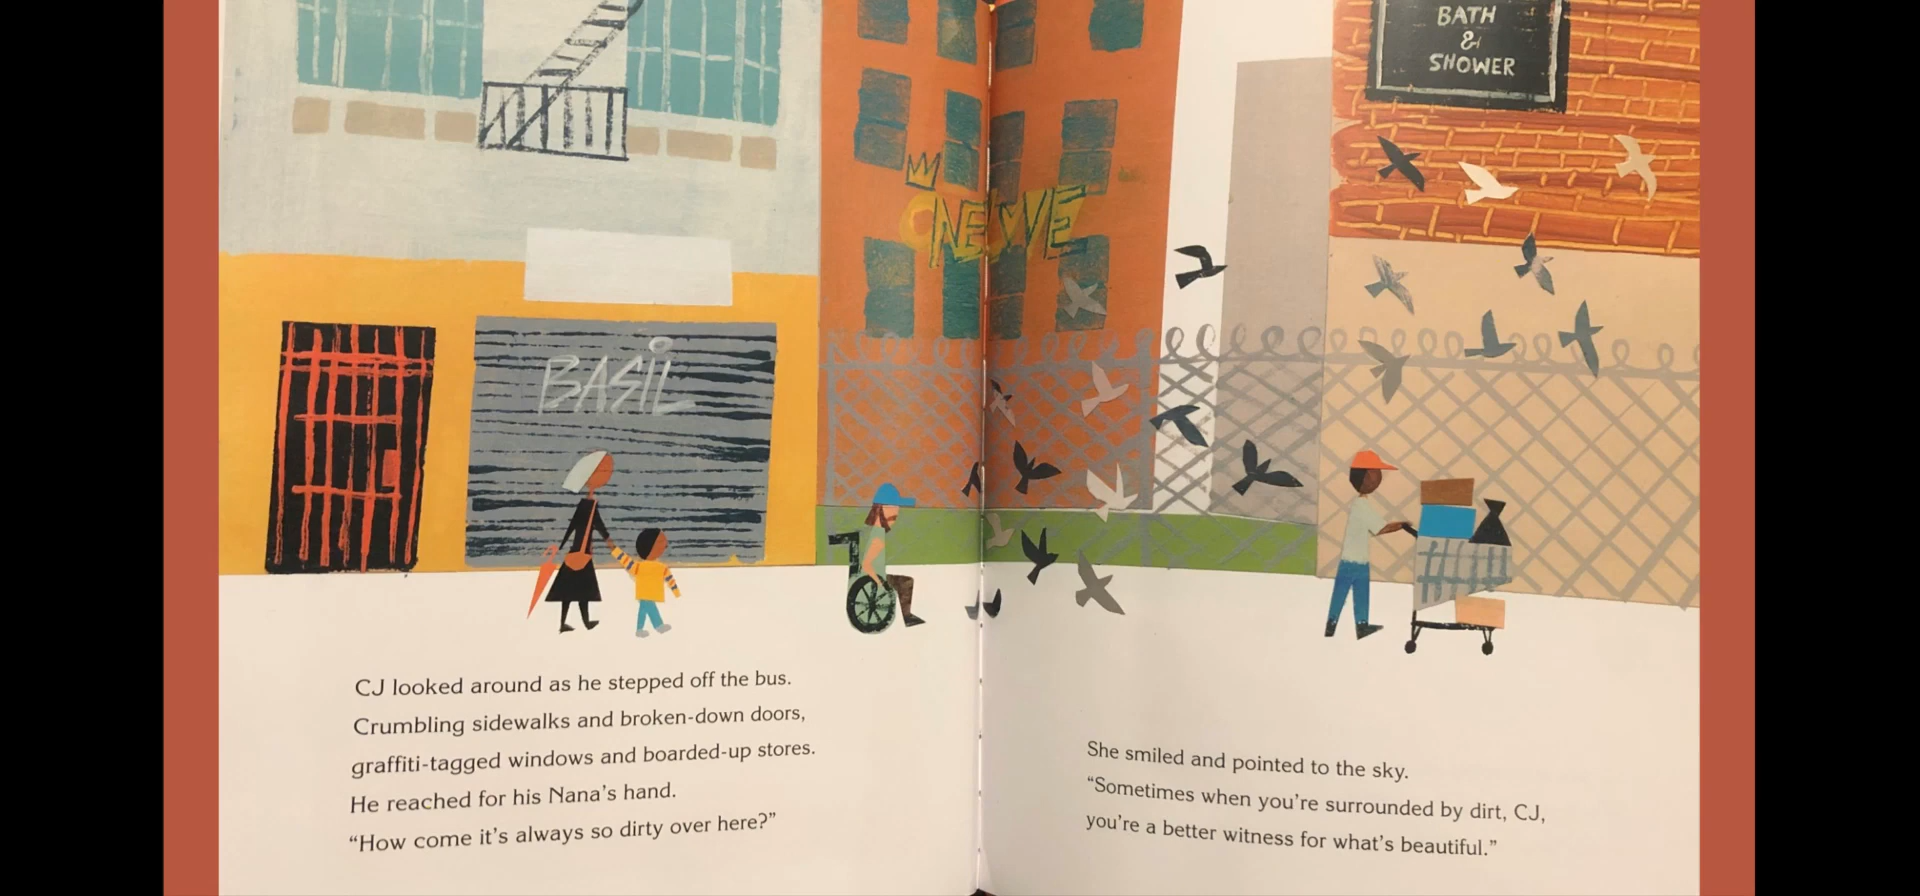 BATH
&
SHOWER
BASIL
CJ looked around as he stepped off the bus.
Crumbling sidewalks and broken-down doors,
graffiti-tagged windows and boarded-up stores.
He reached for his Nana's hand.
“How come it's always so dirty over here?”
She smiled and pointed to the sky.
“Sometimes when you're surrounded by dirt, CJ,
you're a better witness for what's beautiful.”